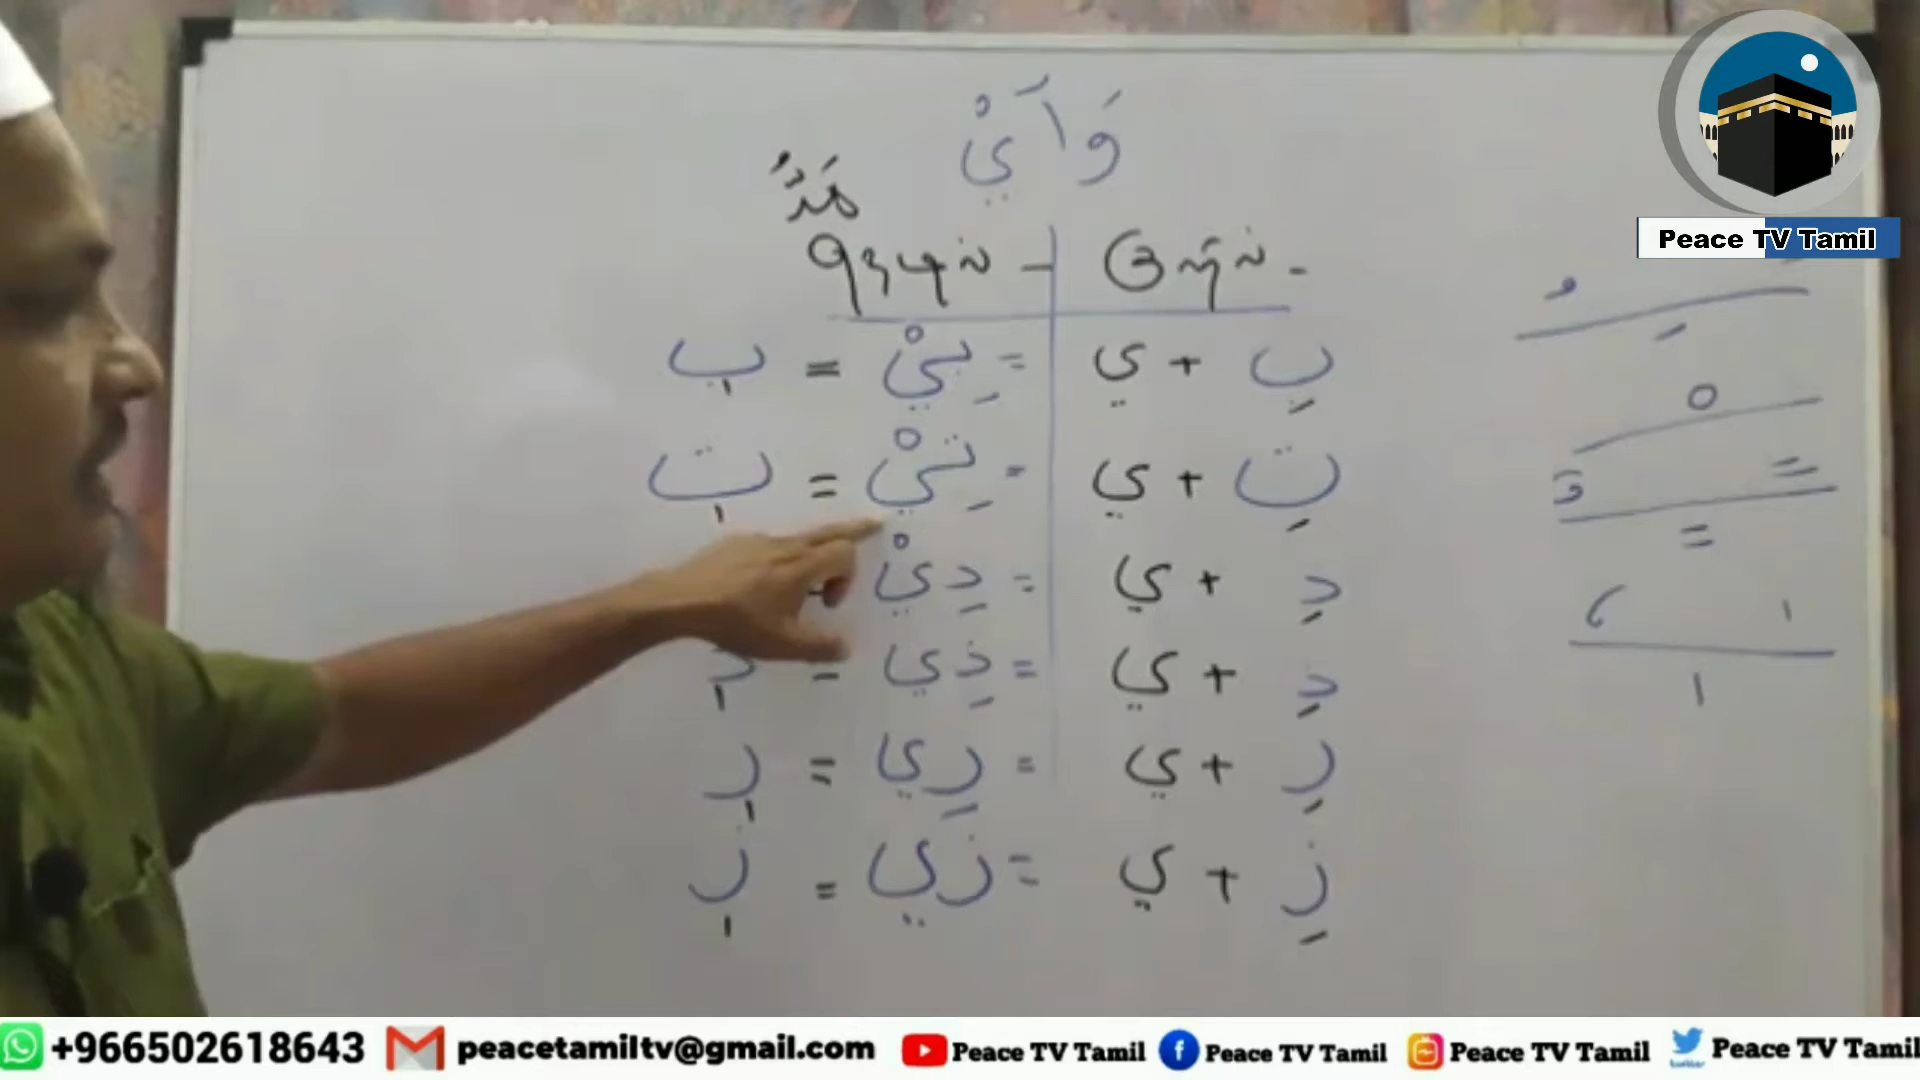 Peace TV Tamil
وَ اَ يْ
مَدُّ
நெடில் - குறில் -
بِ + ي = بِيْ = ب
تِ + ي = تِيْ = ت
دِ + ي = دِيْ
دِ + ي = ذِي =
رِ + ي = رِي = ر
زِ + ي = زي = ز
+966502618643 peacetamiltv@gmail.com Peace TV Tamil Peace TV Tamil Peace TV Tamil Peace TV Tamil